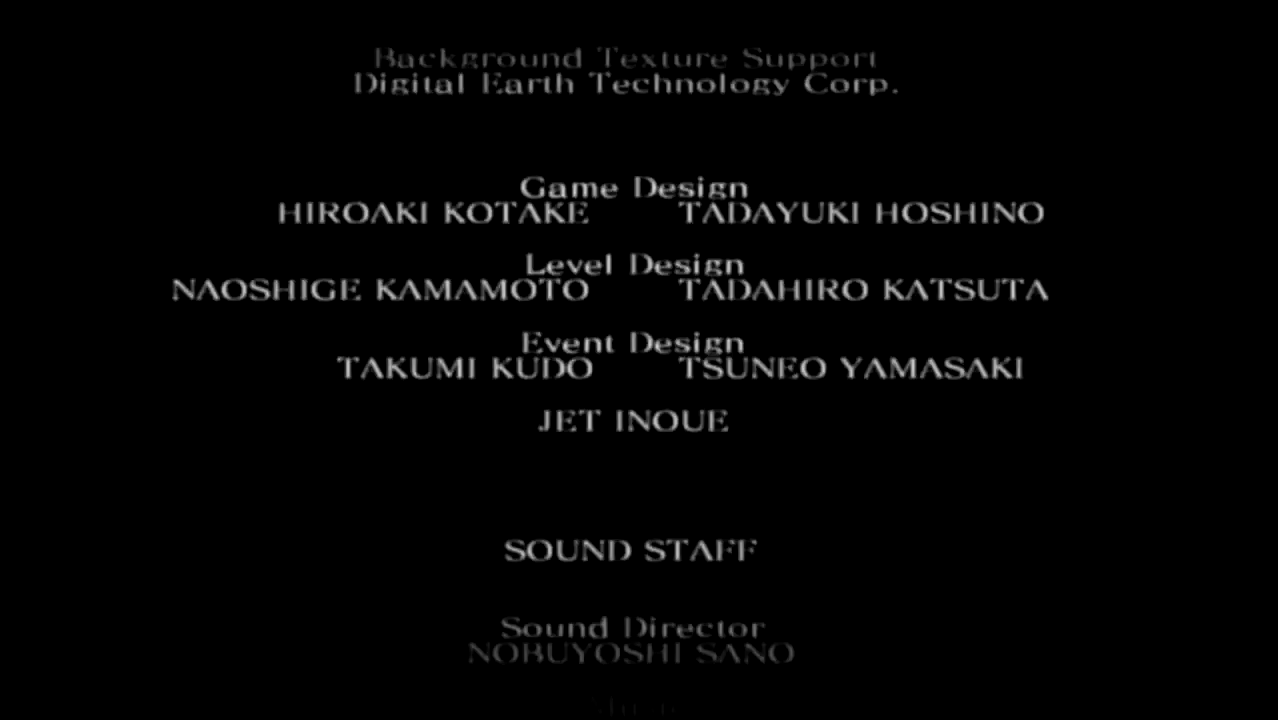 Background Texture Support
Digital Earth Technology Corp.
Game Design
HIROAKI KOTAKE TADAYUKI HOSHINO
Level Design
NAOSHIGE KAMAMOTO TADAHIRO KATSUTA
Event Design
TAKUMI KUDO TSUNEO YAMASAKI
JET INOUE
SOUND STAFF
Sound Director
NOBUYOSHI SANO